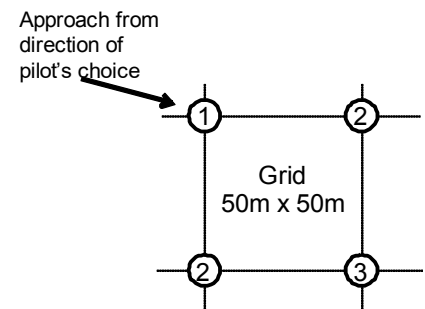 Approach from
direction of
pilot's choice
1
2
Grid
50m x 50m
2
3